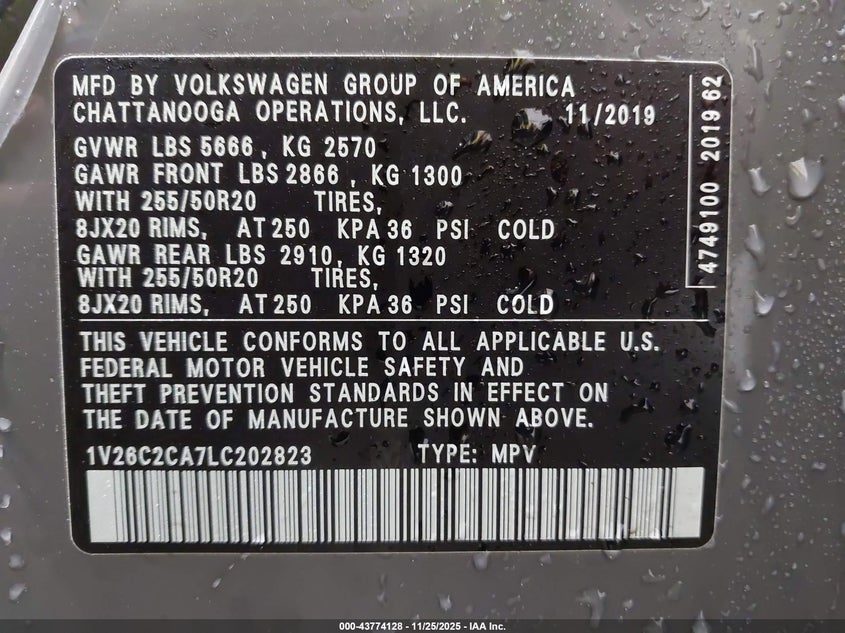 MFD BY VOLKSWAGEN GROUP OF AMERICA
CHATTANOOGA OPERATIONS, LLC. 11/2019
GVWR LBS 5666 , KG 2570
GAWR FRONT LBS 2866 , KG 1300
WITH 255/50R20 TIRES,
8JX20 RIMS, AT 250 KPA 36 PSI COLD
GAWR REAR LBS 2910, KG 1320
WITH 255/50R20 TIRES,
8JX20 RIMS, AT 250 KPA 36 PSI COLD
THIS VEHICLE CONFORMS TO ALL APPLICABLE U.S.
FEDERAL MOTOR VEHICLE SAFETY AND
THEFT PREVENTION STANDARDS IN EFFECT ON
THE DATE OF MANUFACTURE SHOWN ABOVE.
1V26C2CA7LC202823 TYPE: MPV
4749100 2019 62
000-43774128 - 11/25/2025 - IAA Inc.